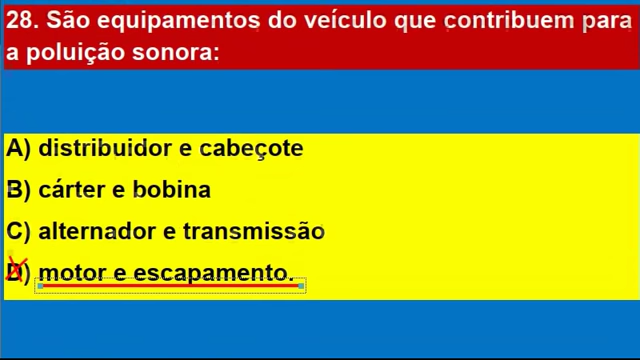 28. São equipamentos do veículo que contribuem para
a poluição sonora:
A) distribuidor e cabeçote
B) cárter e bobina
C) alternador e transmissão
D) motor e escapamento.